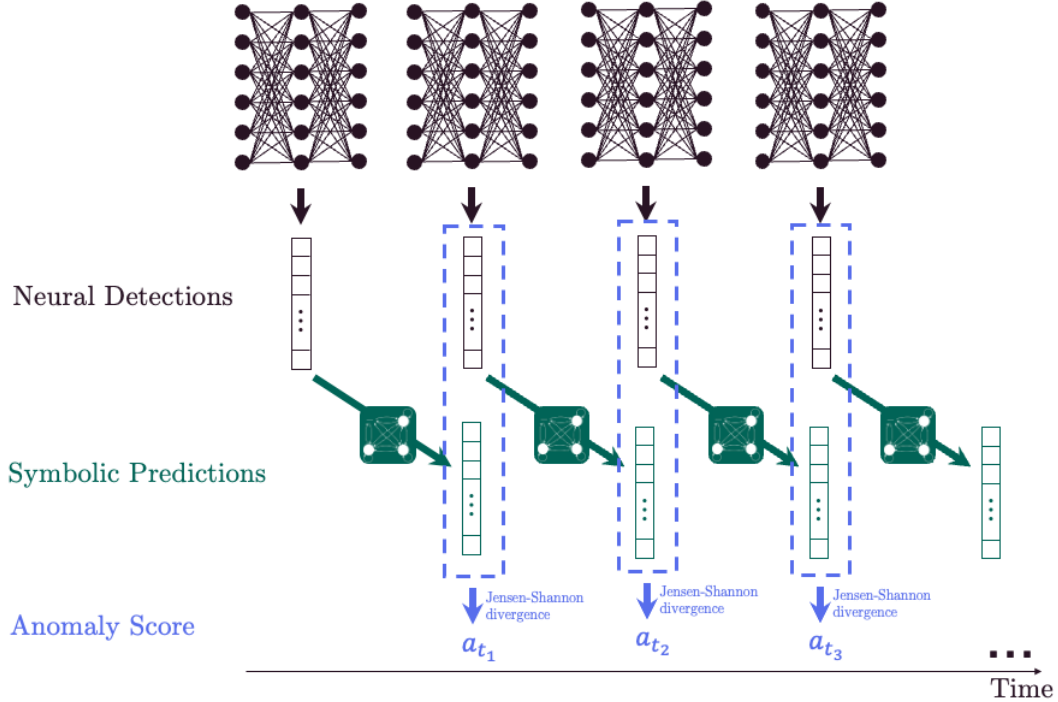 Neural Detections
Symbolic Predictions
Jensen-Shannon
divergence
Jensen-Shannon
divergence
Jensen-Shannon
divergence
Anomaly Score
a_{t_1}
a_{t_2}
a_{t_3}
...
Time